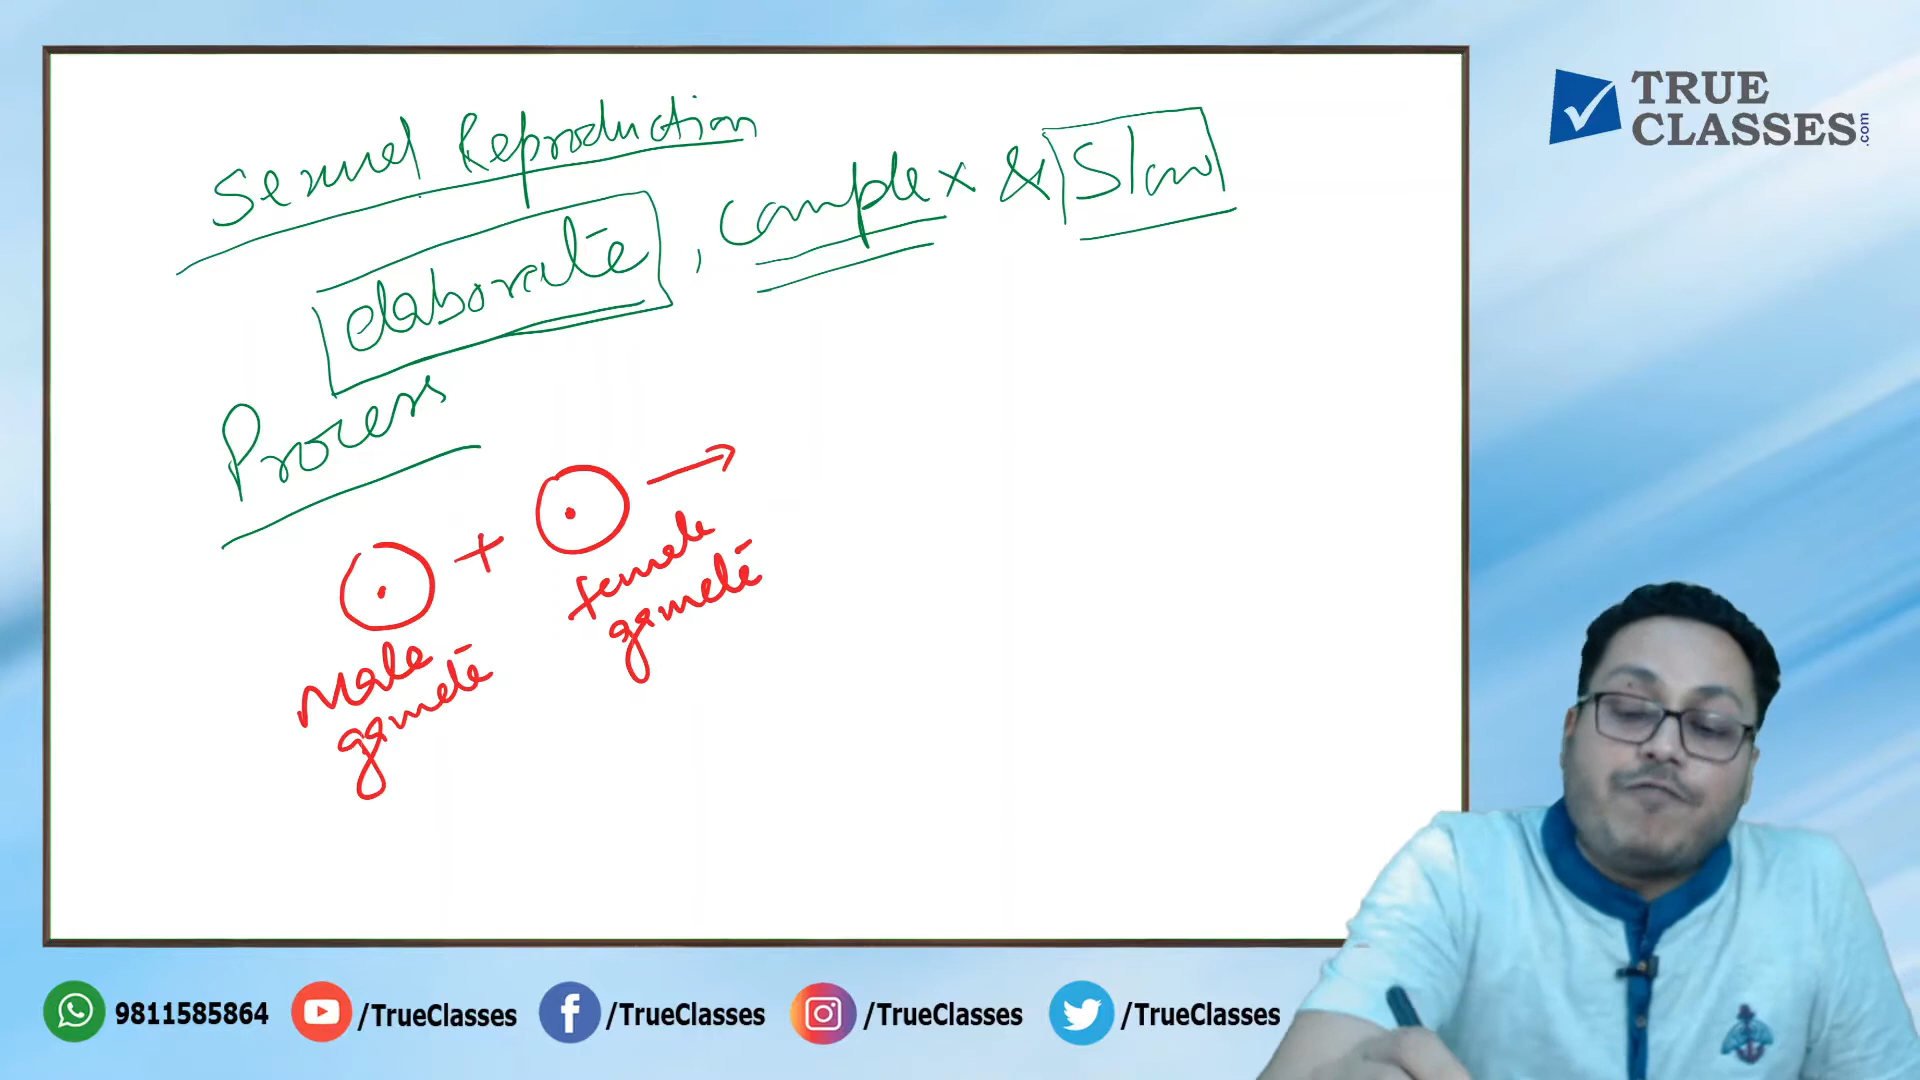 Sexual Reproduction
elaborate, complex & Slow
Process
+
Male
gamete
female
gamete
TRUE
CLASSES.com
9811585864
/TrueClasses
/TrueClasses
/TrueClasses
/TrueClasses